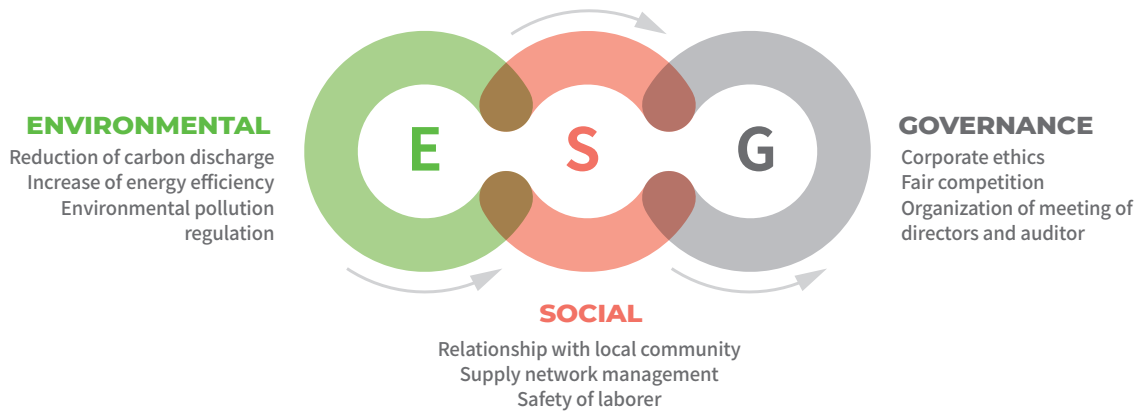 ENVIRONMENTAL
Reduction of carbon discharge
Increase of energy efficiency
Environmental pollution
regulation
E
S
G
GOVERNANCE
Corporate ethics
Fair competition
Organization of meeting of
directors and auditor
SOCIAL
Relationship with local community
Supply network management
Safety of laborer